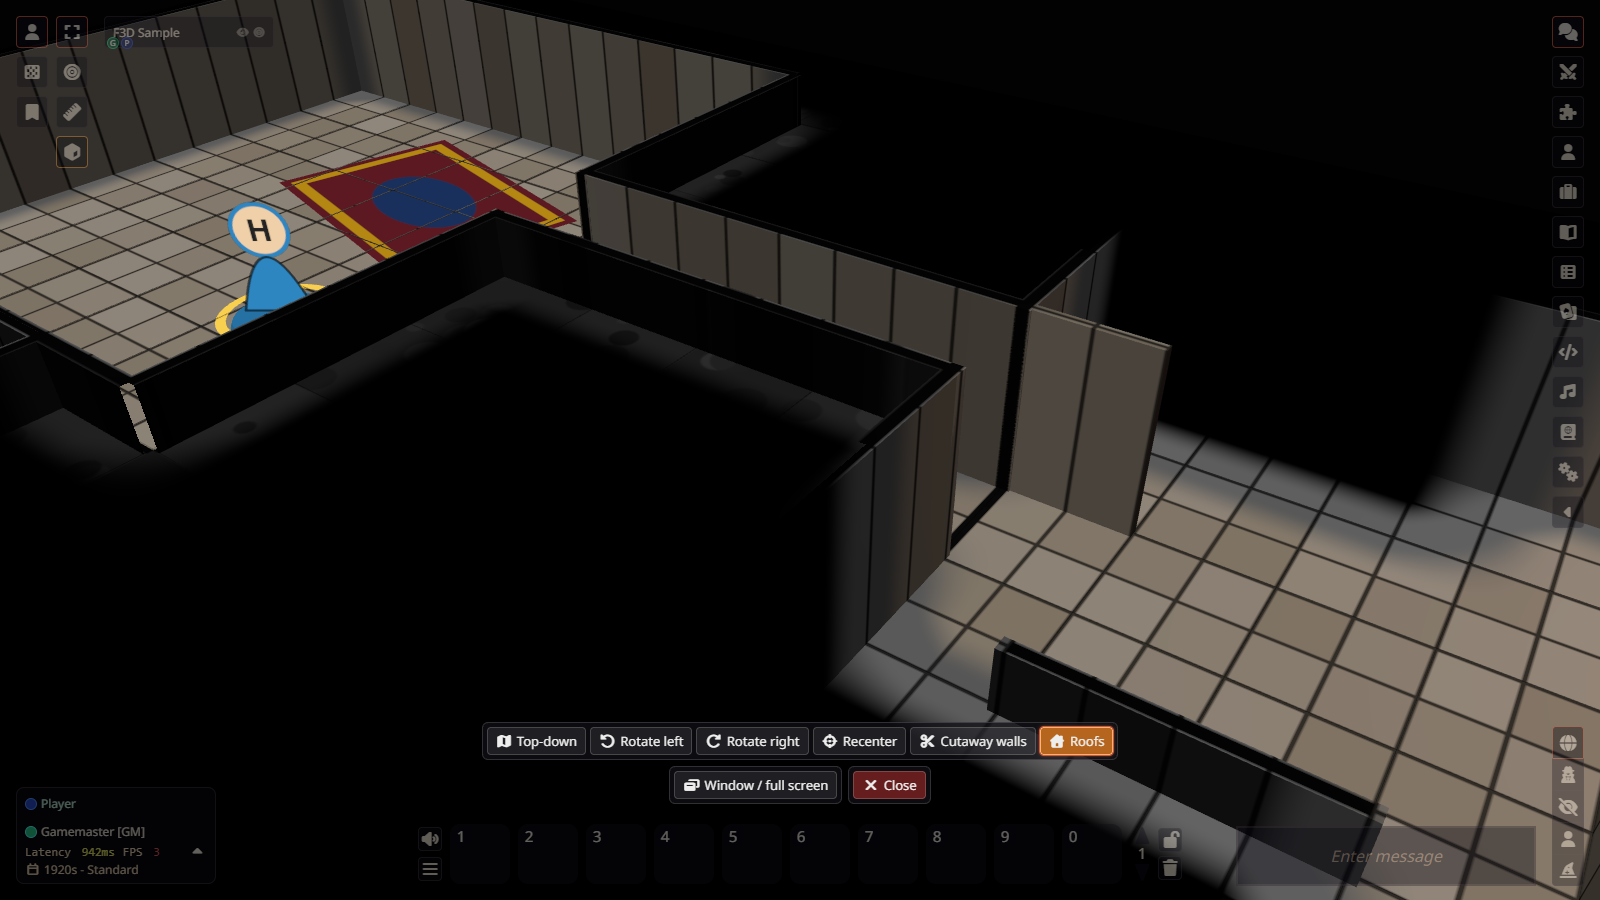 F3D Sample
G P
H
Top-down
Rotate left
Rotate right
Recenter
Cutaway walls
Roofs
Window / full screen
Close
Player
Gamemaster [GM]
Latency 942ms FPS 3
1920s - Standard
1 2 3 4 5 6 7 8 9 0
1
Enter message